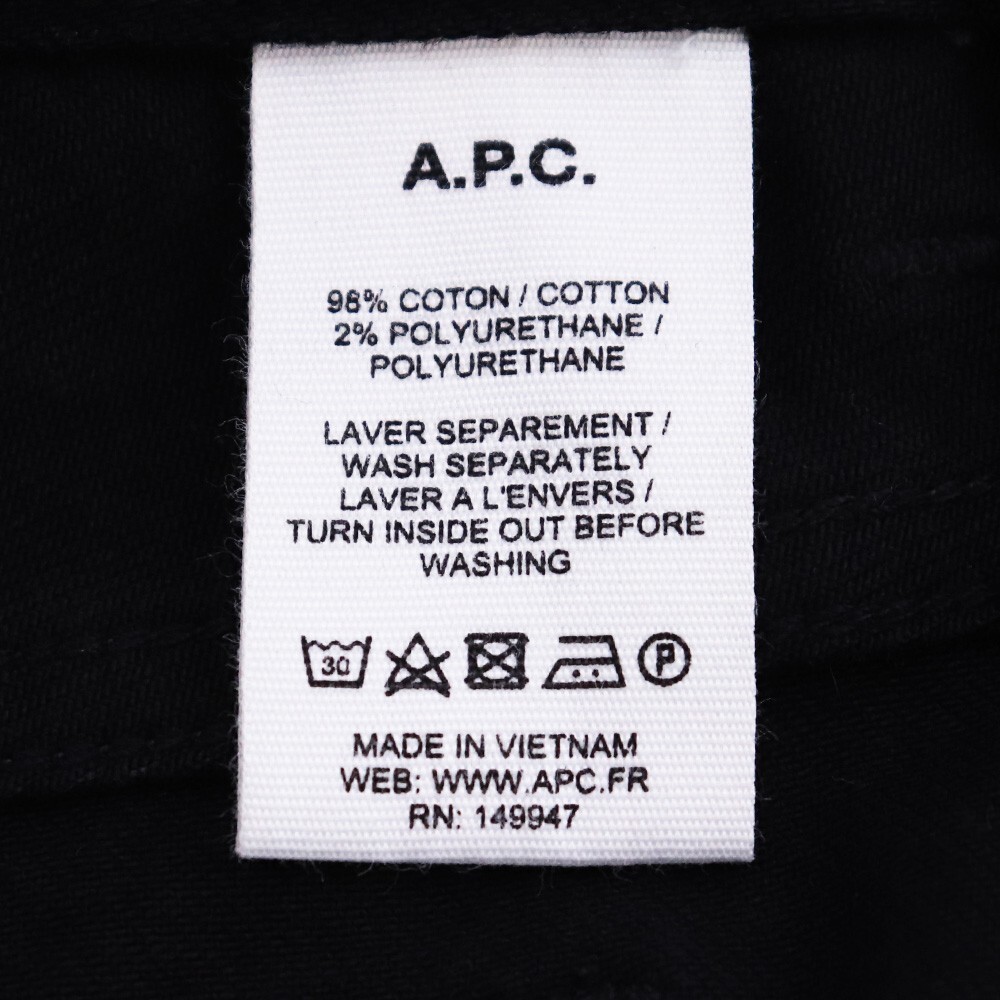 A.P.C.
98% COTON / COTTON
2% POLYURETHANE /
POLYURETHANE
LAVER SEPAREMENT /
WASH SEPARATELY
LAVER A L'ENVERS /
TURN INSIDE OUT BEFORE
WASHING
30 P
MADE IN VIETNAM
WEB: WWW.APC.FR
RN: 149947